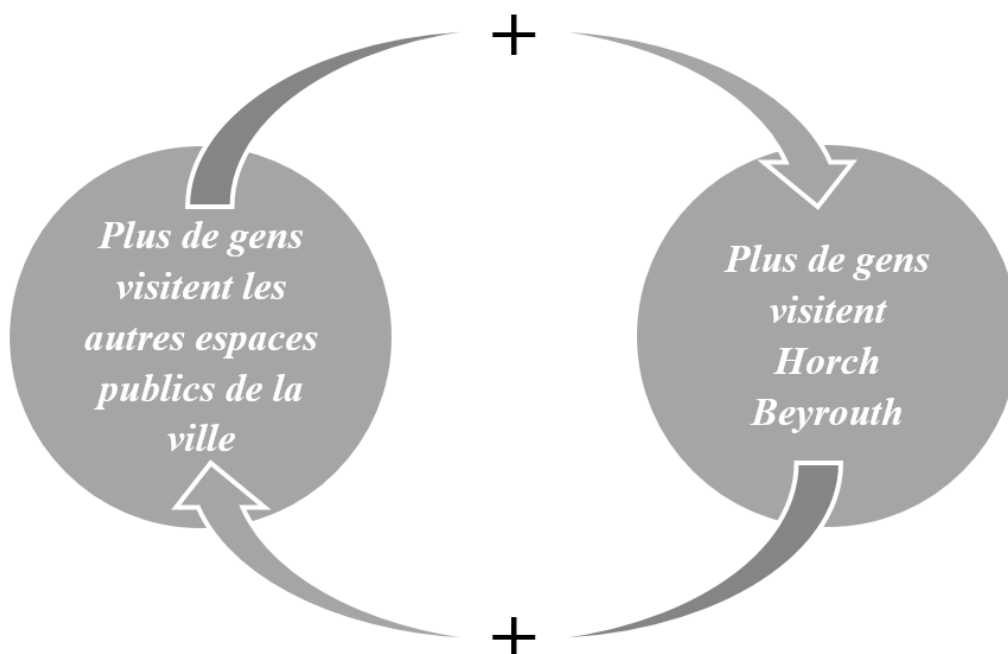 +
Plus de gens
visitent les
autres espaces
publics de la
ville
Plus de gens
visitent
Horch
Beyrouth
+